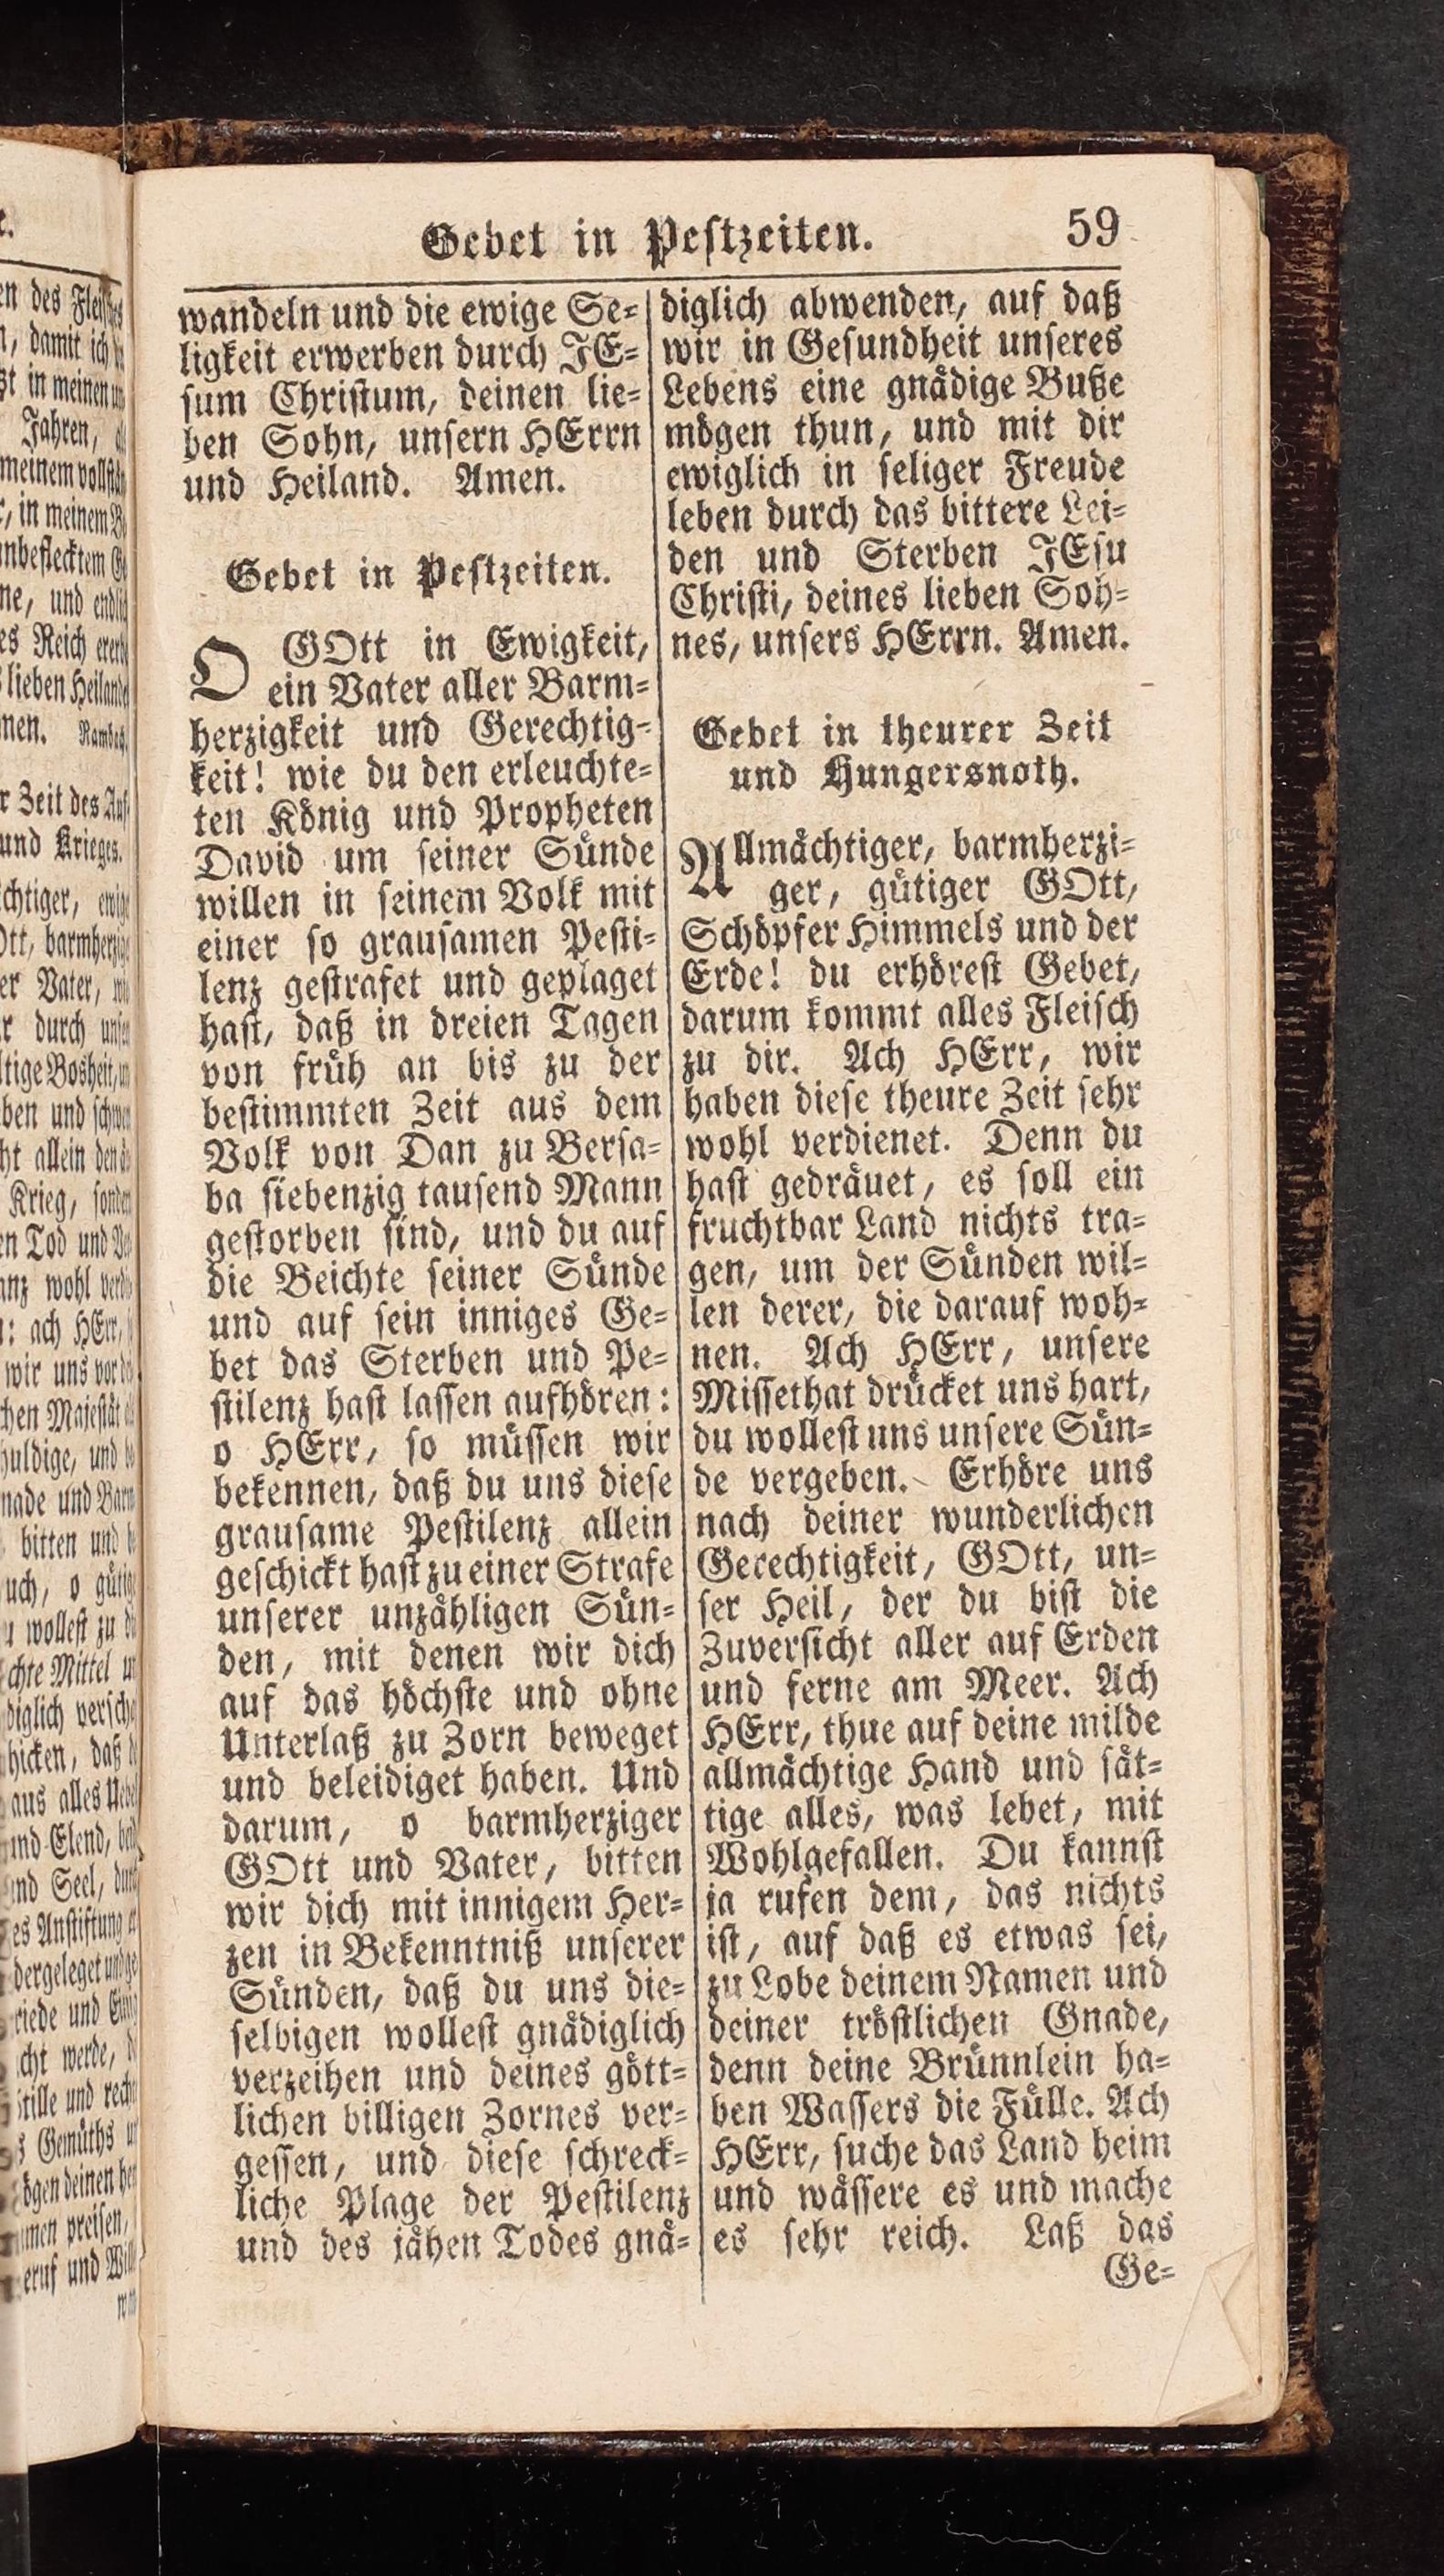 Gebet in Pestzeiten. 59
wandeln und die ewige Se-
ligkeit erwerben durch JE-
sum Christum, deinen lie-
ben Sohn, unsern HErrn
und Heiland. Amen.
Gebet in Pestzeiten.
O GOtt in Ewigkeit,
ein Vater aller Barm-
herzigkeit und Gerechtig-
keit! wie du den erleuchte-
ten König und Propheten
David um seiner Sünde
willen in seinem Volk mit
einer so grausamen Pesti-
lenz gestrafet und geplaget
hast, daß in dreien Tagen
von früh an bis zu der
bestimmten Zeit aus dem
Volk von Dan zu Bersa-
ba siebenzig tausend Mann
gestorben sind, und du auf
die Beichte seiner Sünde
und auf sein inniges Ge-
bet das Sterben und Pe-
stilenz hast lassen aufhören:
o HErr, so müssen wir
bekennen, daß du uns diese
grausame Pestilenz allein
geschickt hast zu einer Strafe
unserer unzähligen Sün-
den, mit denen wir dich
auf das höchste und ohne
Unterlaß zu Zorn beweget
und beleidiget haben. Und
darum, o barmherziger
GOtt und Vater, bitten
wir dich mit innigem Her-
zen in Bekenntniß unserer
Sünden, daß du uns die-
selbigen wollest gnädiglich
verzeihen und deines gött-
lichen billigen Zornes ver-
gessen, und diese schreck-
liche Plage der Pestilenz
und des jähen Todes gnä-
diglich abwenden, auf daß
wir in Gesundheit unseres
Lebens eine gnädige Buße
mögen thun, und mit dir
ewiglich in seliger Freude
leben durch das bittere Lei-
den und Sterben JEsu
Christi, deines lieben Soh-
nes, unsers HErrn. Amen.
Gebet in theurer Zeit
und Hungersnoth.
Allmächtiger, barmherzi-
ger, gütiger GOtt,
Schöpfer Himmels und der
Erde! du erhörest Gebet,
darum kommt alles Fleisch
zu dir. Ach HErr, wir
haben diese theure Zeit sehr
wohl verdienet. Denn du
hast gedräuet, es soll ein
fruchtbar Land nichts tra-
gen, um der Sünden wil-
len derer, die darauf woh-
nen. Ach HErr, unsere
Missethat drücket uns hart,
du wollest uns unsere Sün-
de vergeben. Erhöre uns
nach deiner wunderlichen
Gerechtigkeit, GOtt, un-
ser Heil, der du bist die
Zuversicht aller auf Erden
und ferne am Meer. Ach
HErr, thue auf deine milde
allmächtige Hand und sät-
tige alles, was lebet, mit
Wohlgefallen. Du kannst
ja rufen dem, das nichts
ist, auf daß es etwas sei,
zu Lobe deinem Namen und
deiner tröstlichen Gnade,
denn deine Brünnlein ha-
ben Wassers die Fülle. Ach
HErr, suche das Land heim
und wässere es und mache
es sehr reich. Laß das
Ge-